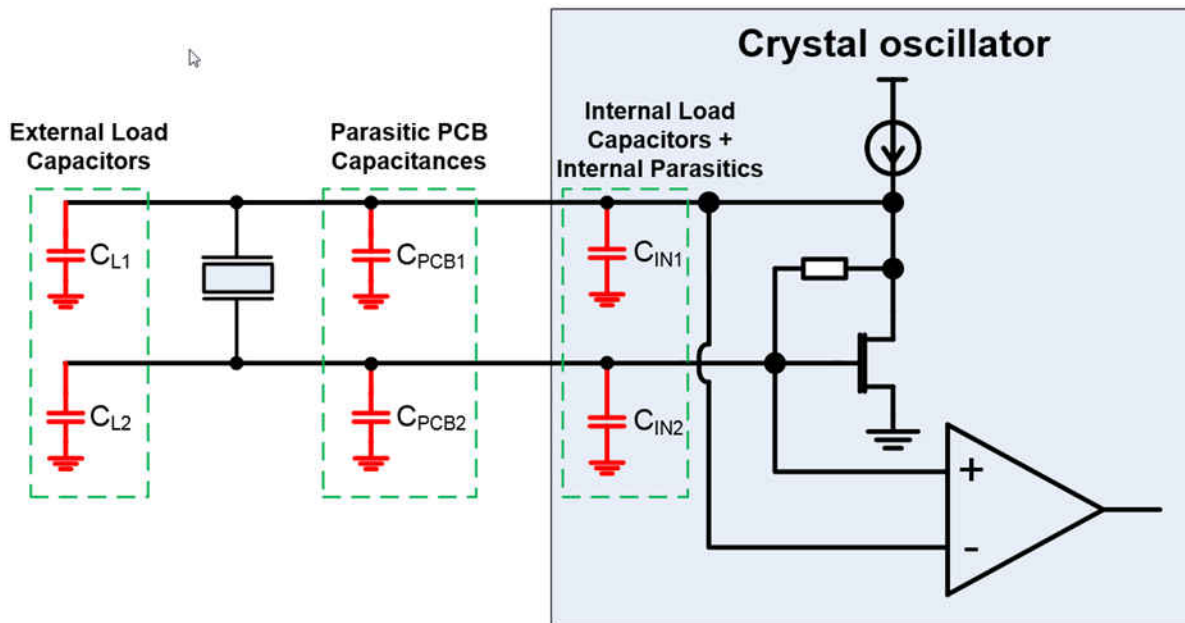 Crystal oscillator
External Load
Capacitors
Parasitic PCB
Capacitances
Internal Load
Capacitors +
Internal Parasitics
CL1
CPCB1
CIN1
CL2
CPCB2
CIN2
+
-